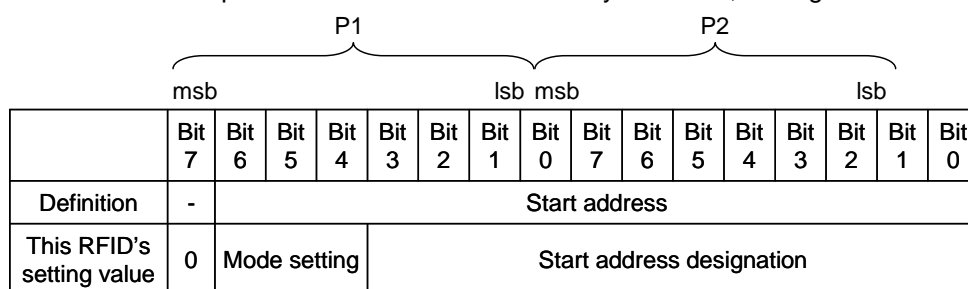 P1 P2
msb lsb msb lsb
Bit 7 Bit 6 Bit 5 Bit 4 Bit 3 Bit 2 Bit 1 Bit 0 Bit 7 Bit 6 Bit 5 Bit 4 Bit 3 Bit 2 Bit 1 Bit 0
Definition - Start address
This RFID's setting value 0 Mode setting Start address designation